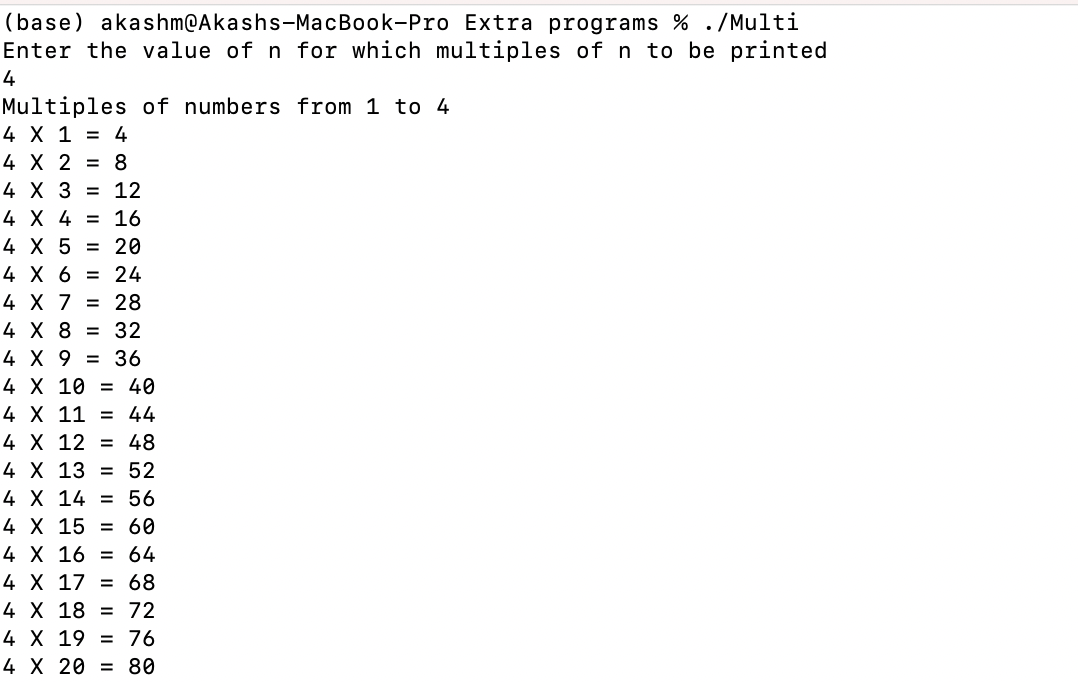 (base) akashm@Akashs-MacBook-Pro Extra programs % ./Multi
Enter the value of n for which multiples of n to be printed
4
Multiples of numbers from 1 to 4
4 X 1 = 4
4 X 2 = 8
4 X 3 = 12
4 X 4 = 16
4 X 5 = 20
4 X 6 = 24
4 X 7 = 28
4 X 8 = 32
4 X 9 = 36
4 X 10 = 40
4 X 11 = 44
4 X 12 = 48
4 X 13 = 52
4 X 14 = 56
4 X 15 = 60
4 X 16 = 64
4 X 17 = 68
4 X 18 = 72
4 X 19 = 76
4 X 20 = 80